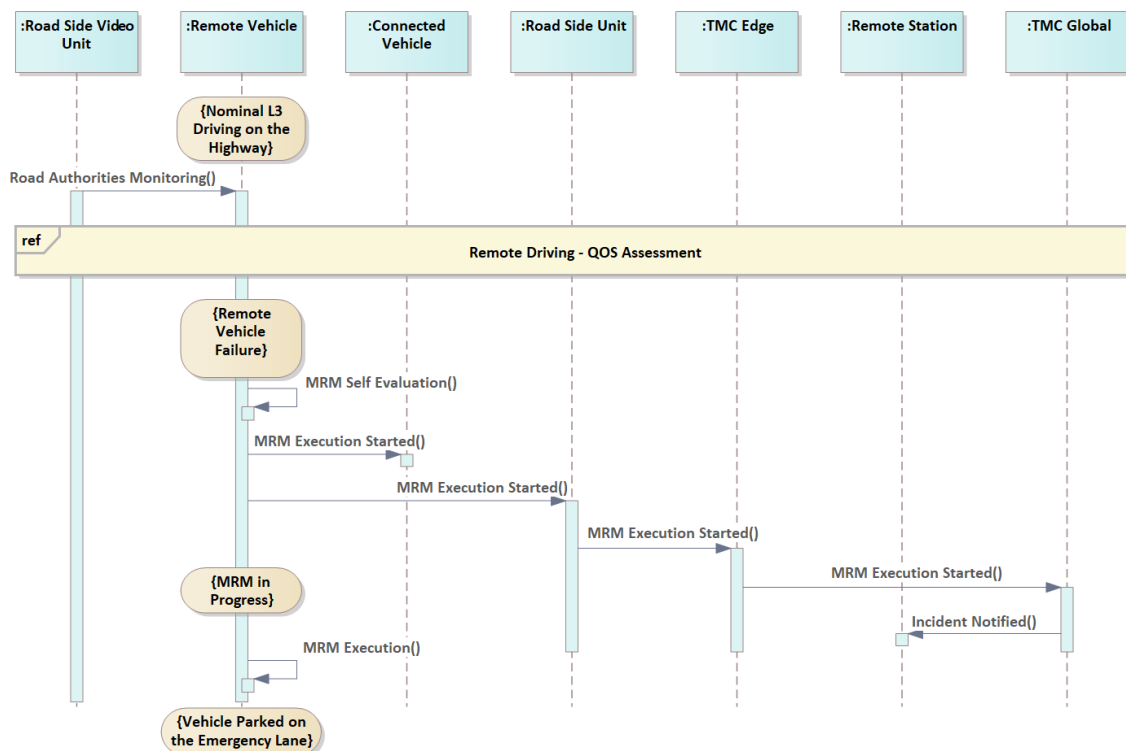 :Road Side Video
Unit
:Remote Vehicle
:Connected
Vehicle
:Road Side Unit
:TMC Edge
:Remote Station
:TMC Global
{Nominal L3
Driving on the
Highway}
Road Authorities Monitoring()
ref
Remote Driving - QOS Assessment
{Remote
Vehicle
Failure}
MRM Self Evaluation()
MRM Execution Started()
MRM Execution Started()
MRM Execution Started()
MRM Execution Started()
{MRM in
Progress}
Incident Notified()
MRM Execution()
{Vehicle Parked on
the Emergency Lane}